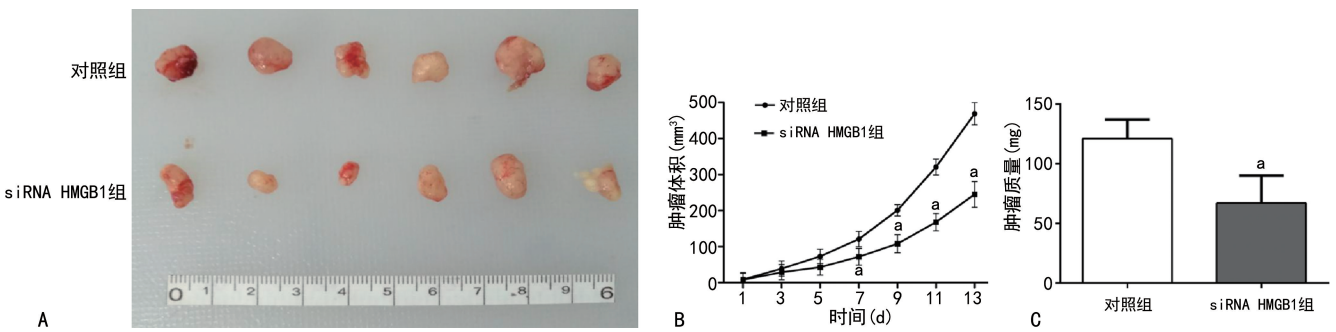 对照组
siRNA HMGB1组
0 1 2 3 4 5 6 7 8 9 6
A
肿瘤体积(mm³)
500
400
300
200
100
0
对照组
siRNA HMGB1组
a
a
a
a
1 3 5 7 9 11 13
时间(d)
B
肿瘤质量(mg)
150
100
50
0
a
对照组
siRNA HMGB1组
C